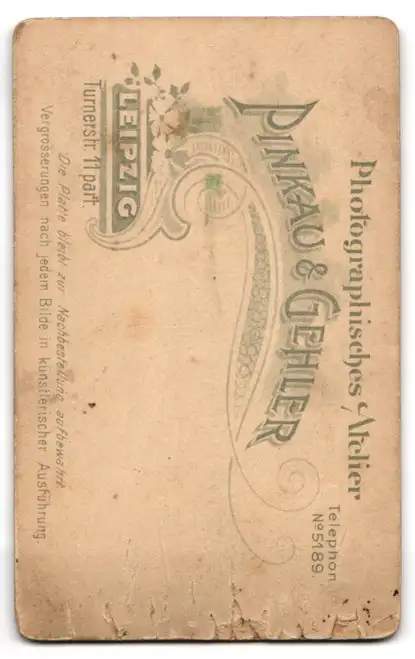 Photographisches Atelier
Telephon
No 5189.
PINKAU & GEHLER
LEIPZIG
Turnerstr. 11 part.
Die Platte bleibt zur Nachbestellung aufbewahrt
Vergrösserungen nach jedem Bilde in künstlerischer Ausführung.